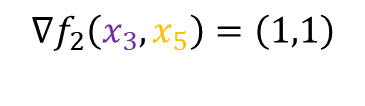 ∇f₂(x₃,x₅) = (1,1)